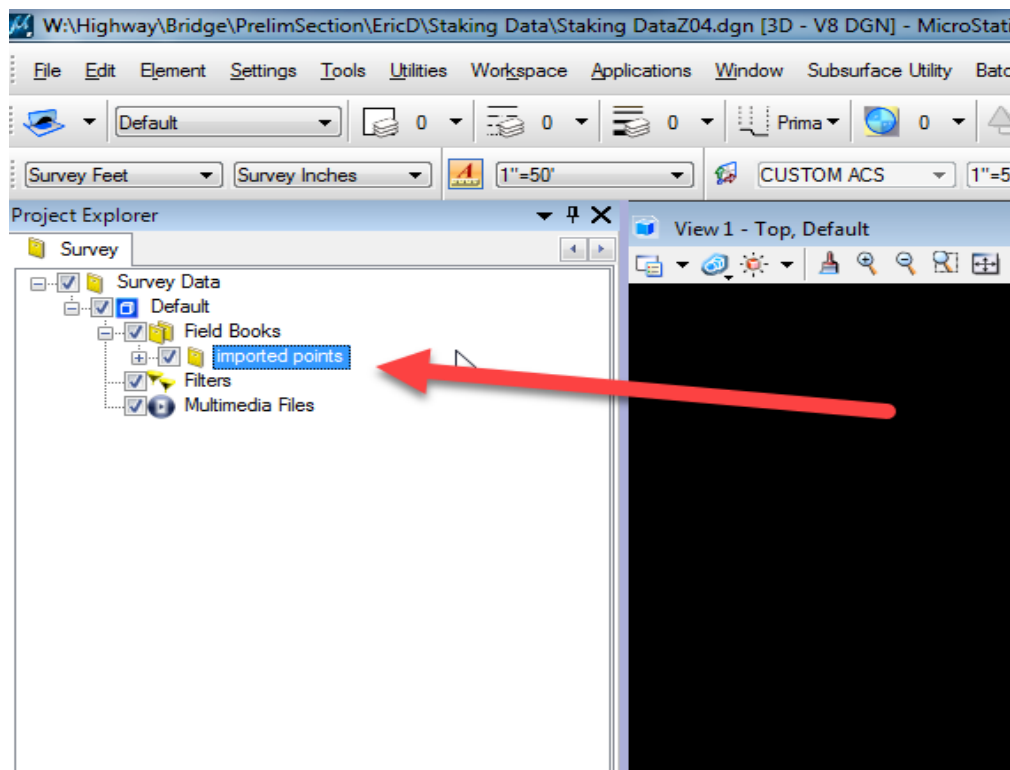 W:\Highway\Bridge\PrelimSection\EricD\Staking Data\Staking DataZ04.dgn [3D - V8 DGN] - MicroStati
File Edit Element Settings Tools Utilities Workspace Applications Window Subsurface Utility Batc
Default 0 0 0 Prima 0
Survey Feet Survey Inches 1"=50' CUSTOM ACS 1"=5
Project Explorer
View 1 - Top, Default
Survey
Survey Data
Default
Field Books
imported points
Filters
Multimedia Files